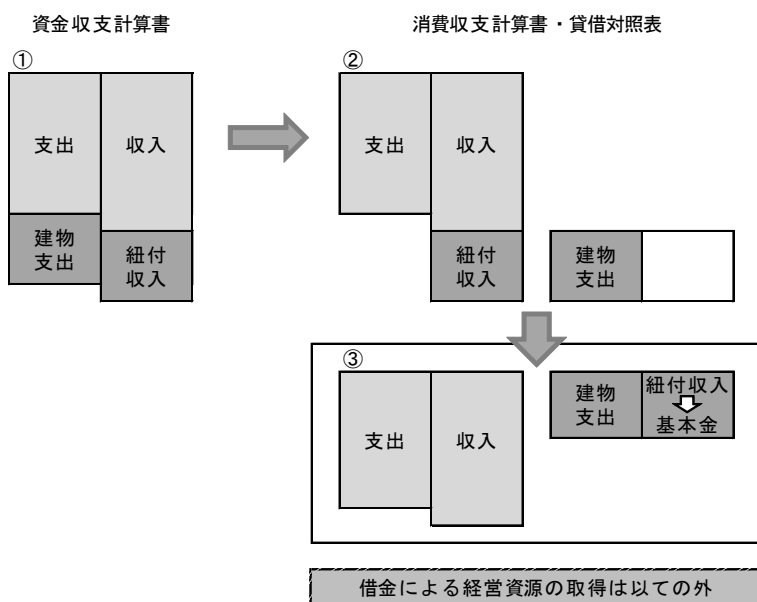 資金収支計算書
消費収支計算書・貸借対照表
①
支出
収入
建物
支出
紐付
収入
②
支出
収入
紐付
収入
建物
支出
③
支出
収入
建物
支出
紐付収入
基本金
借金による経営資源の取得は以ての外